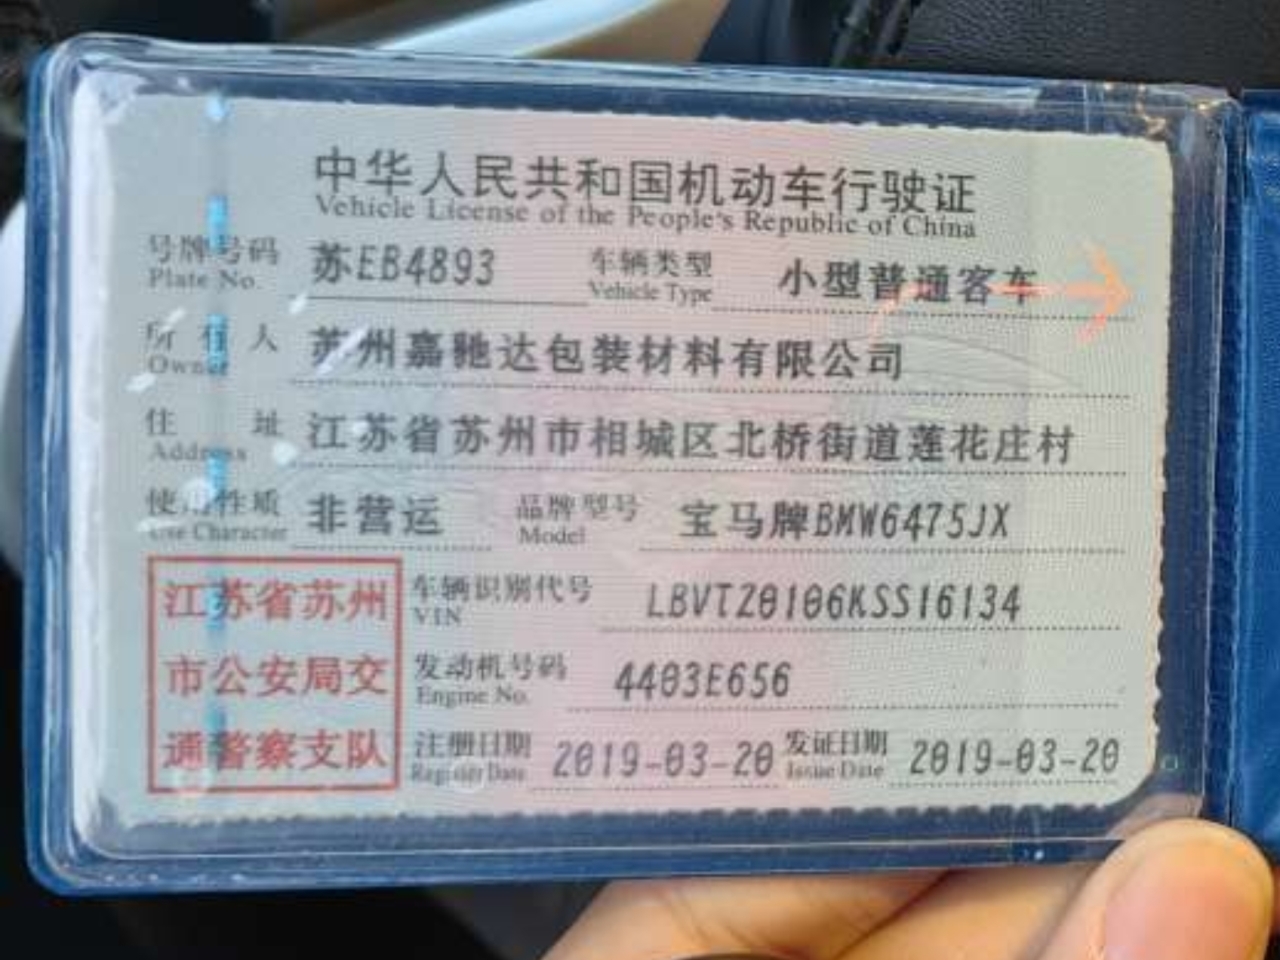 中华人民共和国机动车行驶证
Vehicle License of the People's Republic of China
号牌号码 苏EB4893 车辆类型 小型普通客车
Plate No. Vehicle Type
所有人 苏州嘉驰达包装材料有限公司
Owner
住址 江苏省苏州市相城区北桥街道莲花庄村
Address
使用性质 非营运 品牌型号 宝马牌BMW6475JX
Use Character Model
江苏省苏州 车辆识别代号 LBVTZ0106KSS16134
VIN
市公安局交 发动机号码 4403E656
Engine No.
通警察支队 注册日期 2019-03-20 发证日期 2019-03-20
Register Date Issue Date